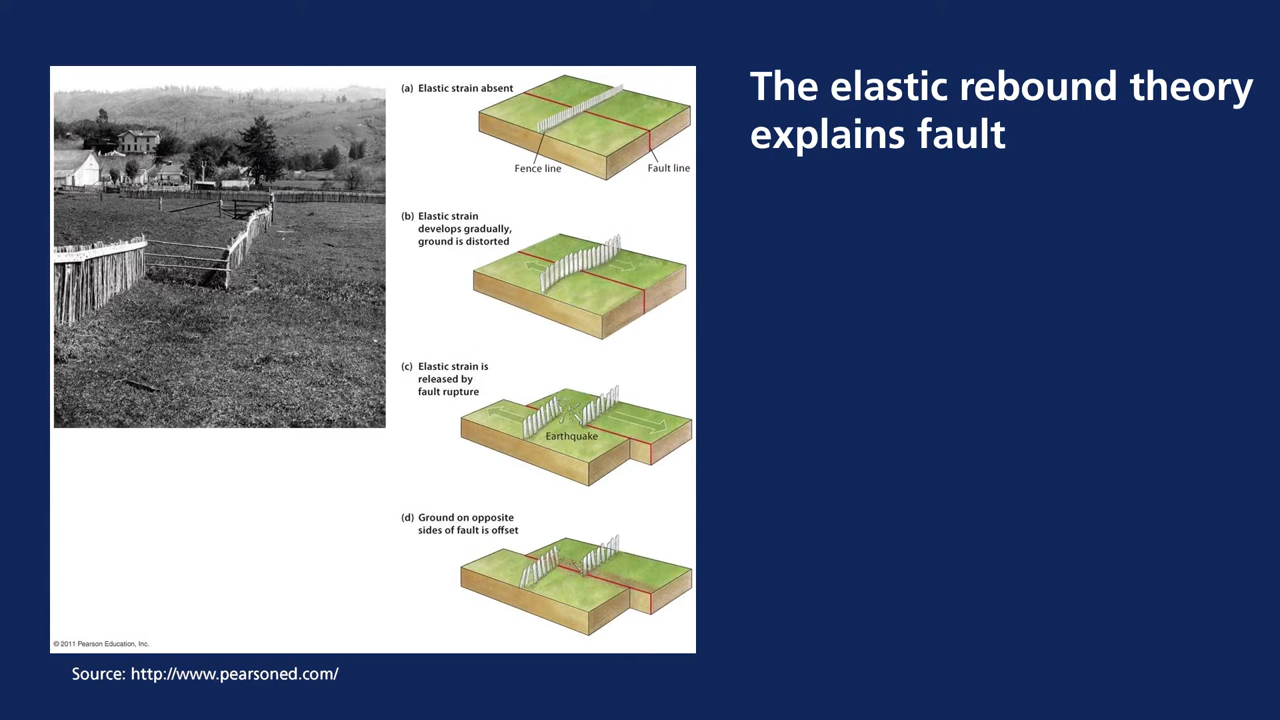 The elastic rebound theory
explains fault
(a) Elastic strain absent
Fence line
Fault line
(b) Elastic strain
develops gradually,
ground is distorted
(c) Elastic strain is
released by
fault rupture
Earthquake
(d) Ground on opposite
sides of fault is offset
© 2011 Pearson Education, Inc.
Source: http://www.pearsoned.com/